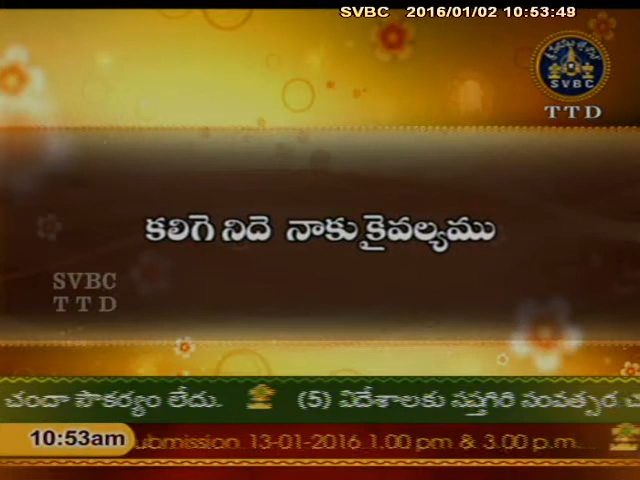 SVBC 2016/01/02 10:53:49
SVBC
TTD
కలిగె నిదె నాకు కైవల్యము
SVBC
TTD
చందా సౌకర్యం లేదు. (5) విదేశాలకు సప్తగిరి సంవత్సర
10:53am ubmission 13-01-2016 1.00 pm & 3.00 p.m.